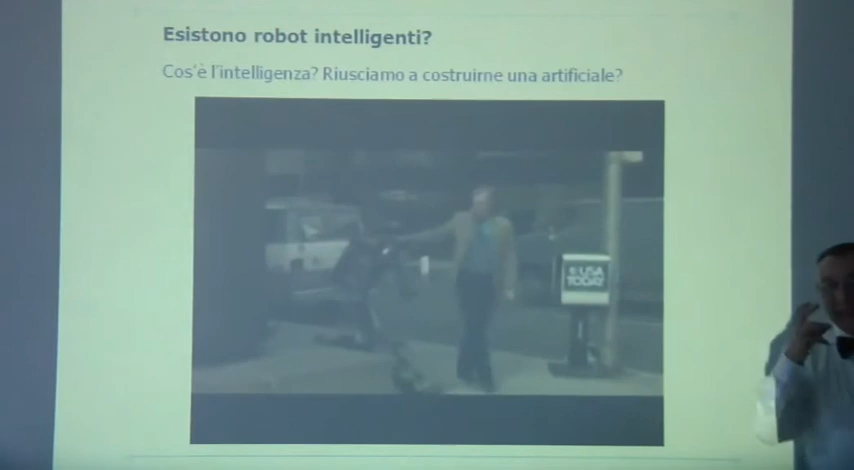 Esistono robot intelligenti?
Cos'è l'intelligenza? Riusciamo a costruirne una artificiale?
USA
TODAY